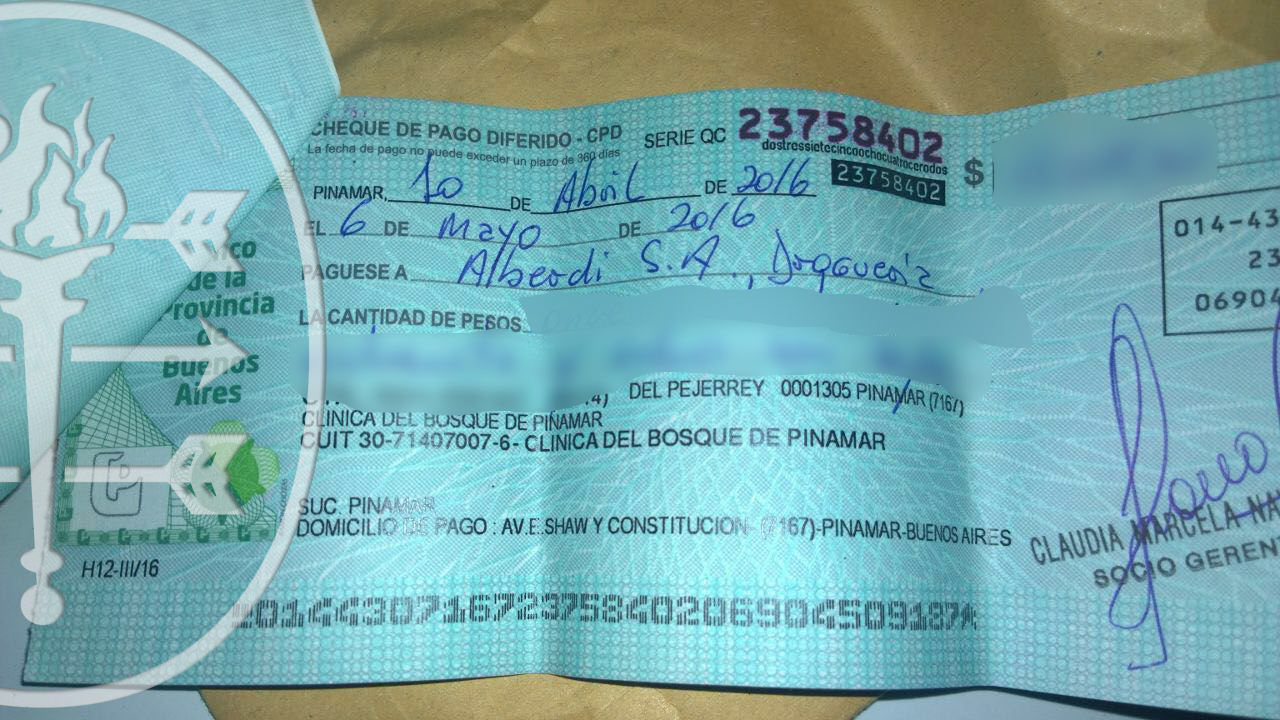 CHEQUE DE PAGO DIFERIDO - CPD SERIE QC 23758402
La fecha de pago no puede exceder un plazo de 360 días
dostressietecincoochocuatrocerodos
23758402 $
PINAMAR, 10 DE Abril DE 2016
EL 6 DE Mayo DE 2016
PAGUESE A Alberdi S.A., Drogueria
LA CANTIDAD DE PESOS
DEL PEJERREY 0001305 PINAMAR (7167)
CLINICA DEL BOSQUE DE PINAMAR
CUIT 30-71407007-6- CLINICA DEL BOSQUE DE PINAMAR
SUC. PINAMAR
DOMICILIO DE PAGO : AV.E.SHAW Y CONSTITUCION- (7167)-PINAMAR-BUENOS AIRES
de la
Provincia
de
Buenos
Aires
H12-III/16
014-43
23
06904
CLAUDIA MARCELA NA
SOCIO GERENT